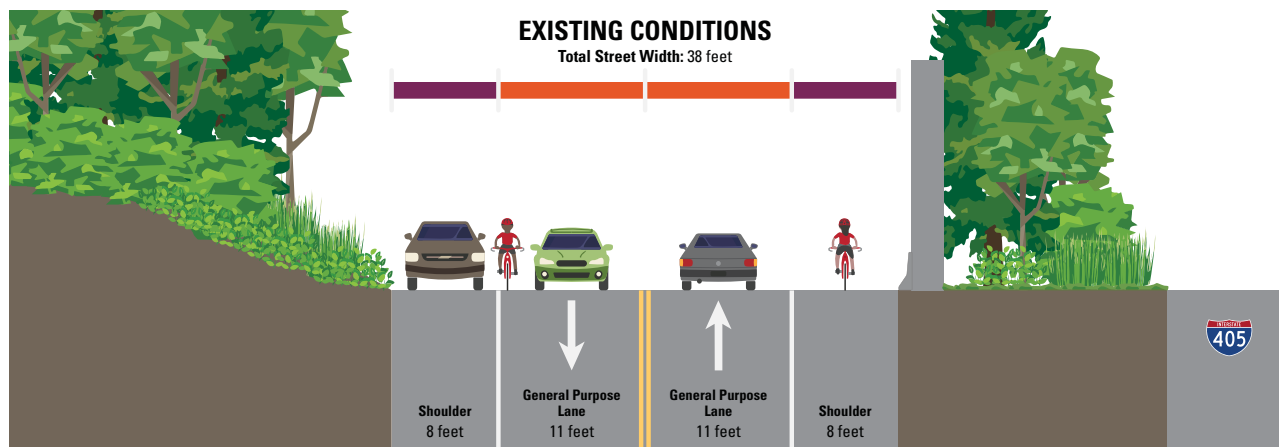 EXISTING CONDITIONS
Total Street Width: 38 feet
Shoulder
8 feet
General Purpose
Lane
11 feet
General Purpose
Lane
11 feet
Shoulder
8 feet
INTERSTATE
405